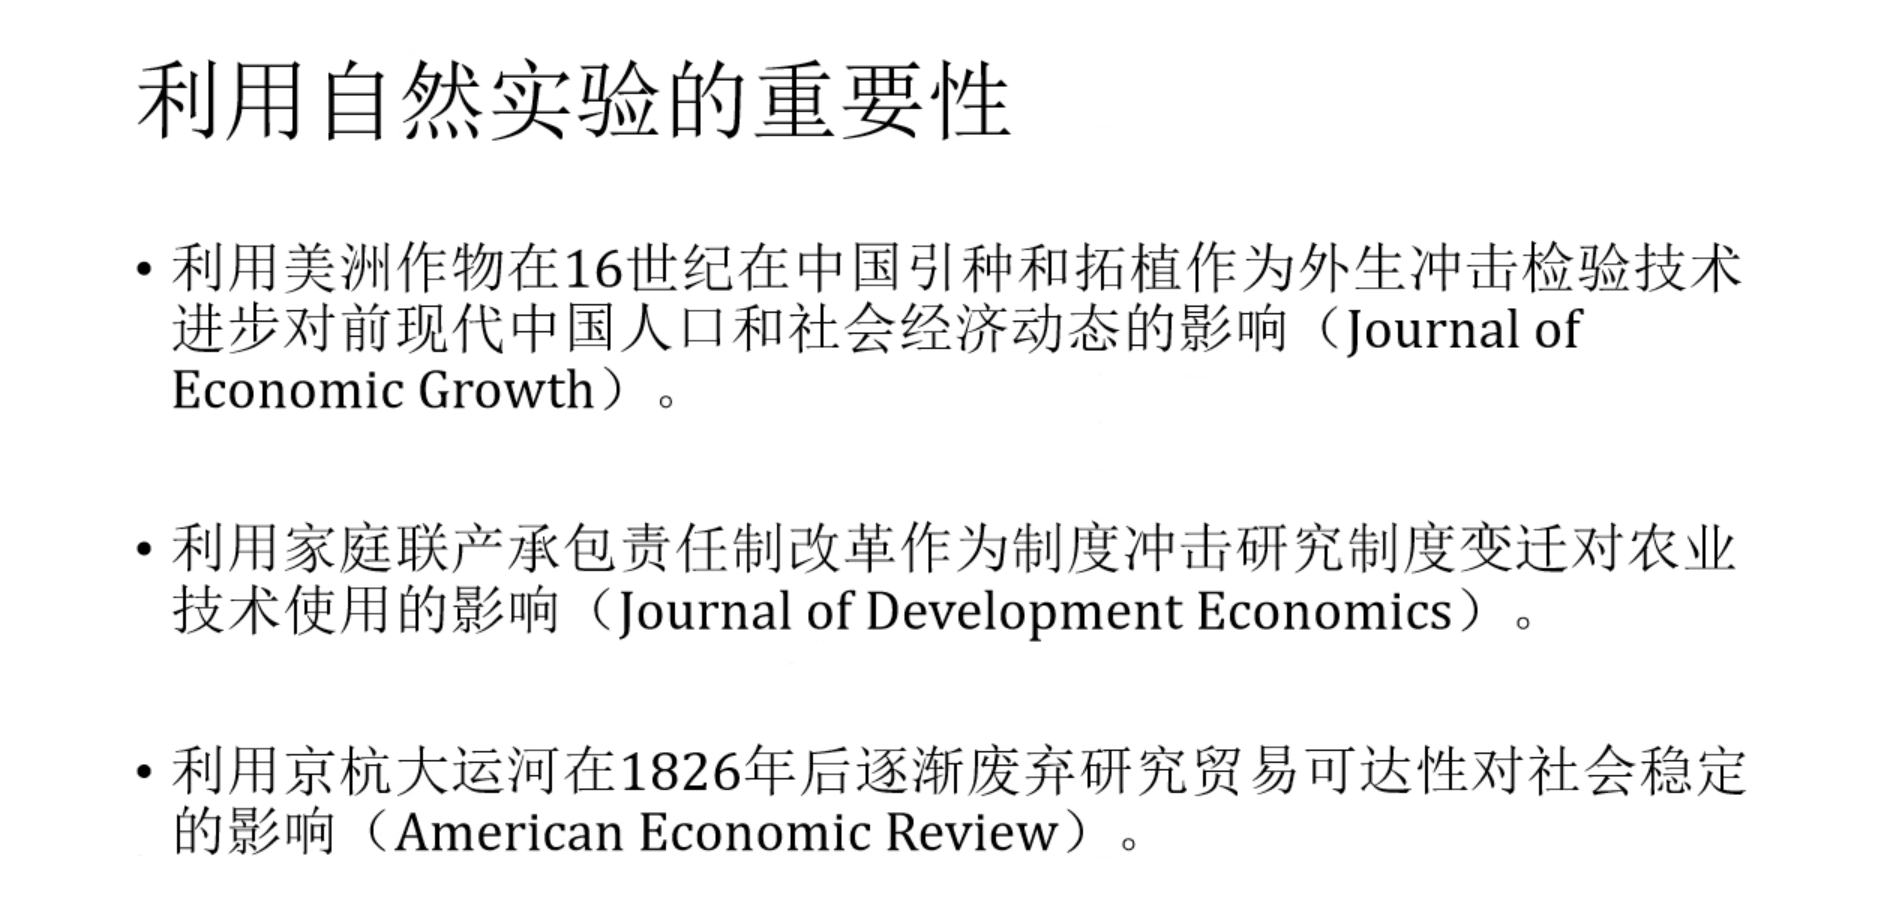 利用自然实验的重要性
• 利用美洲作物在16世纪在中国引种和拓植作为外生冲击检验技术
进步对前现代中国人口和社会经济动态的影响（Journal of
Economic Growth）。
• 利用家庭联产承包责任制改革作为制度冲击研究制度变迁对农业
技术使用的影响（Journal of Development Economics）。
• 利用京杭大运河在1826年后逐渐废弃研究贸易可达性对社会稳定
的影响（American Economic Review）。